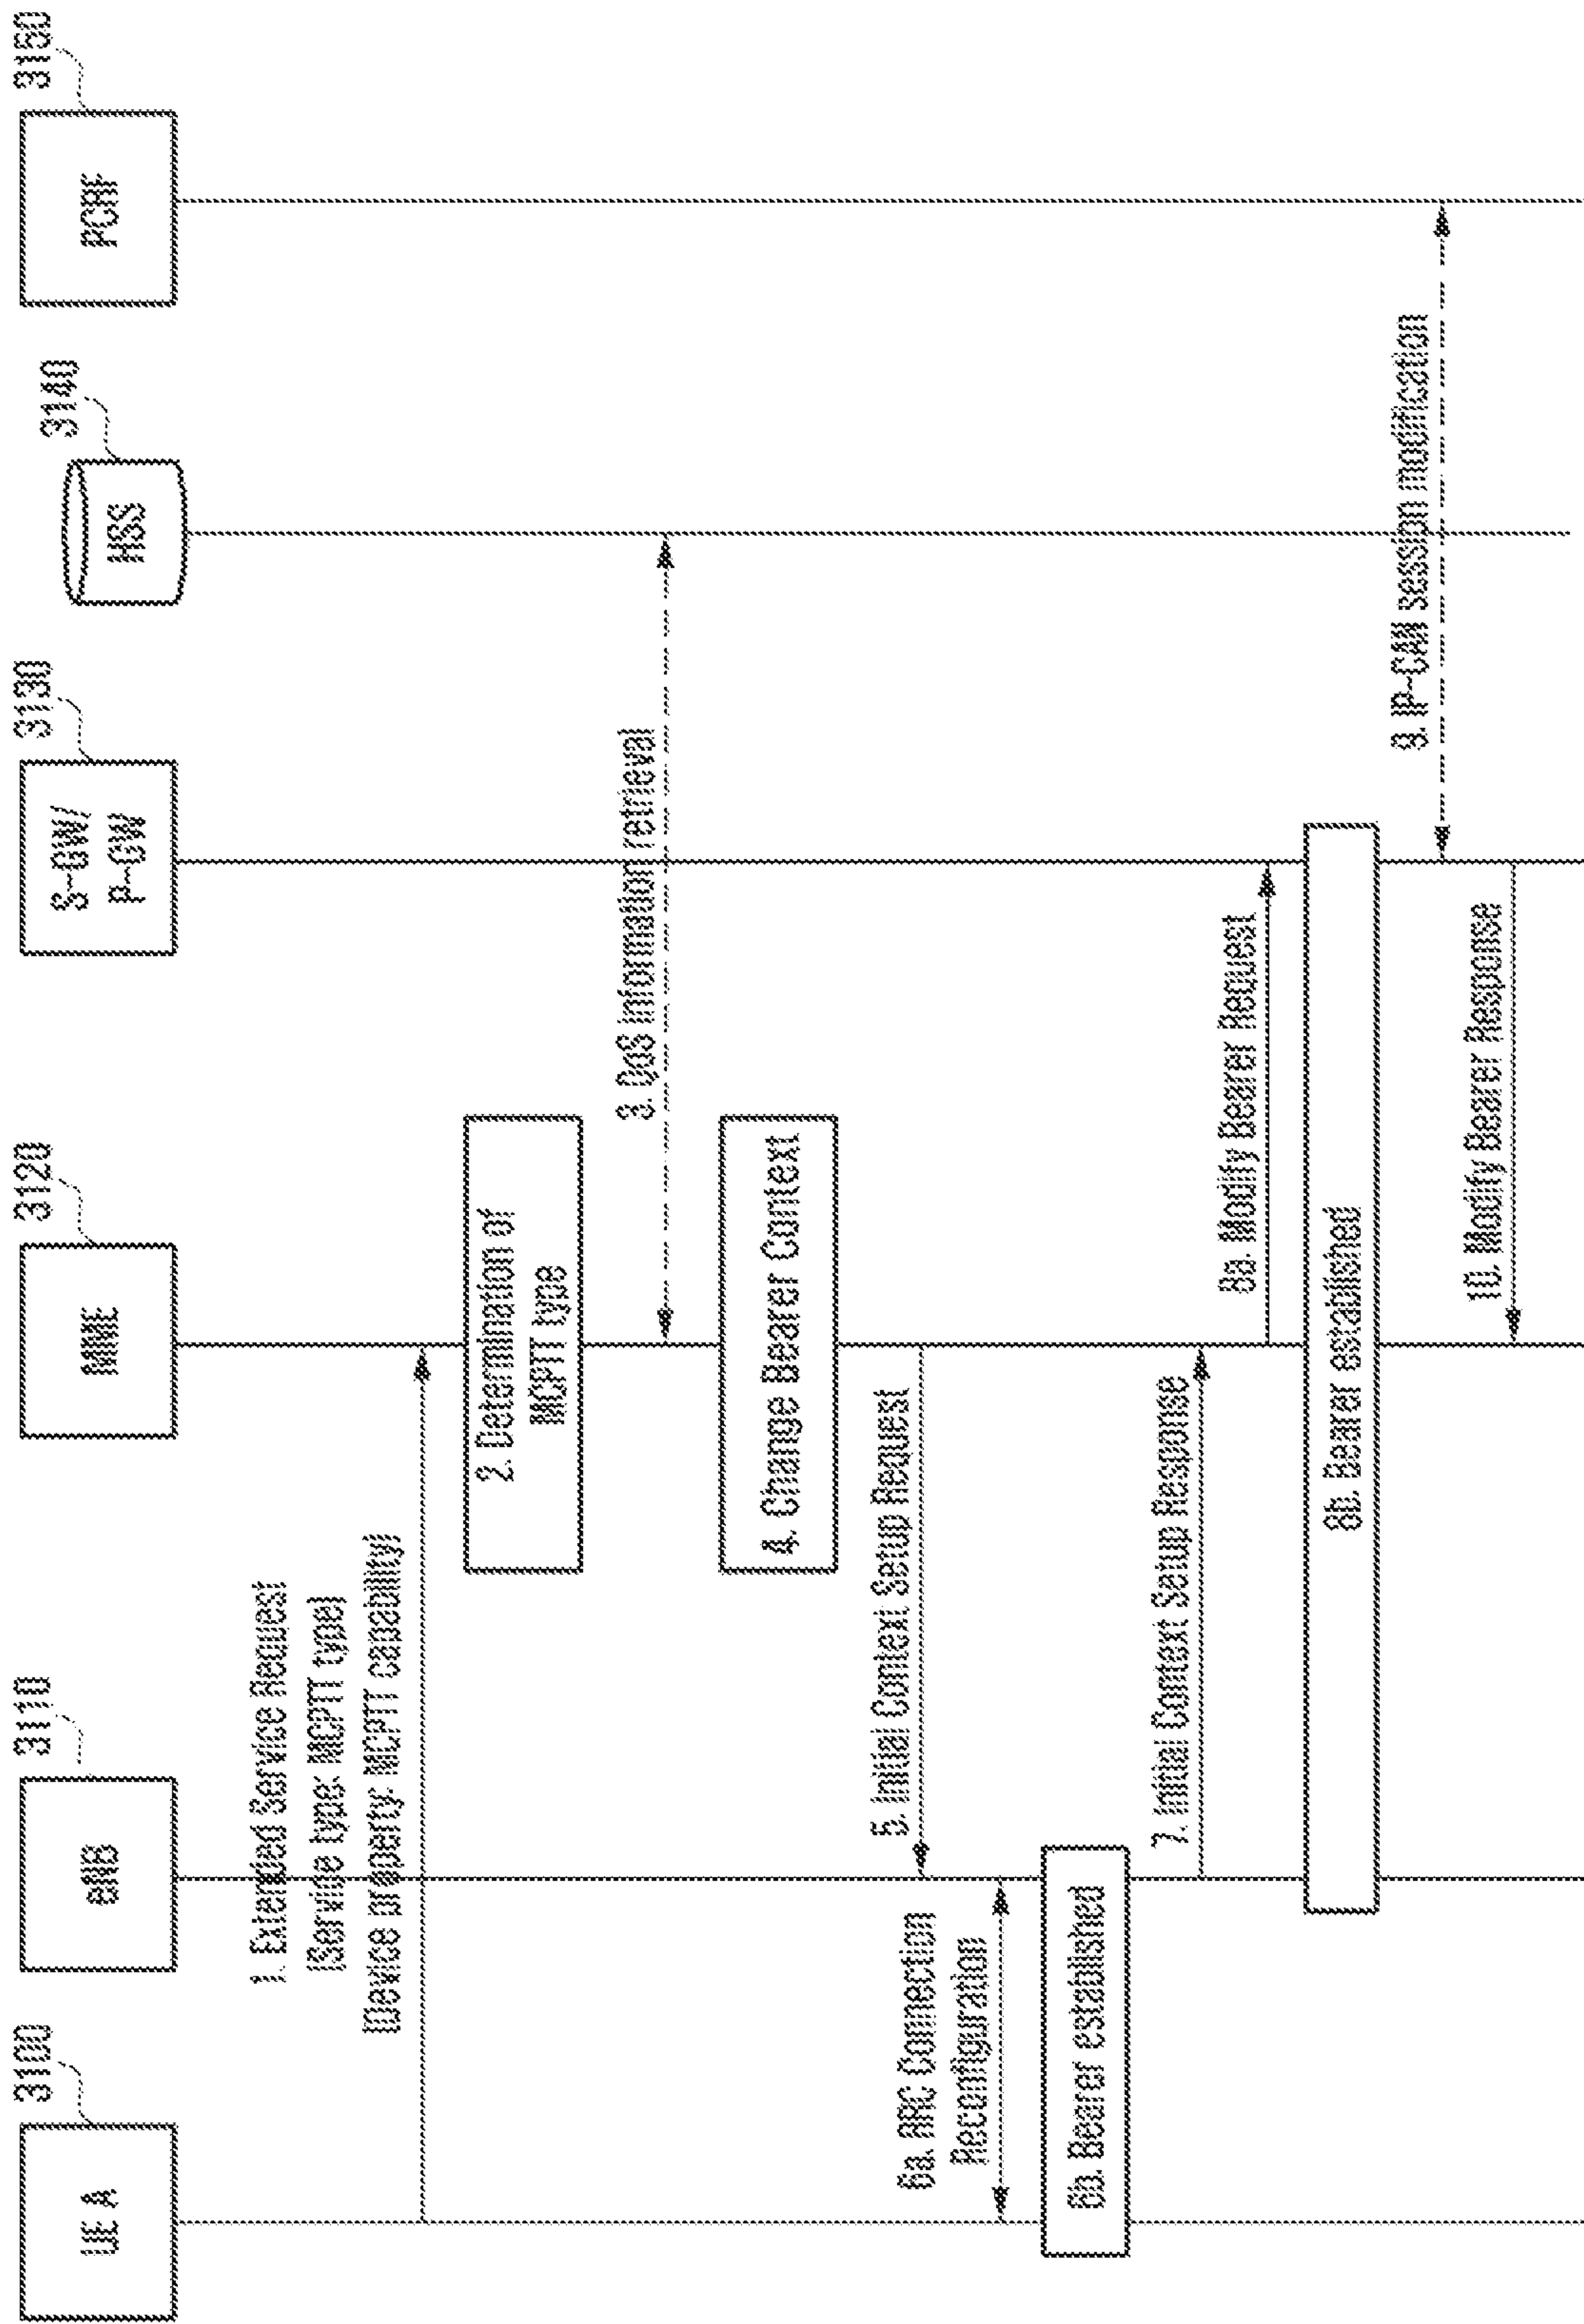 3100
3110
3120
3130
3140
3150
UE A
eNB
MME
S-GW/
P-GW
HSS
PCRF
1. Extended Service Request
(Service type: MCPTT type)
(Device property: MCPTT capability)
2. Determination of
MCPTT type
3. QoS information retrieval
4. Change Bearer Context
5. Initial Context Setup Request
6a. RRC Connection
Reconfiguration
6b. Bearer established
7. Initial Context Setup Response
8a. Modify Bearer Request
8b. Bearer established
9. IP-CAN session modification
10. Modify Bearer Response